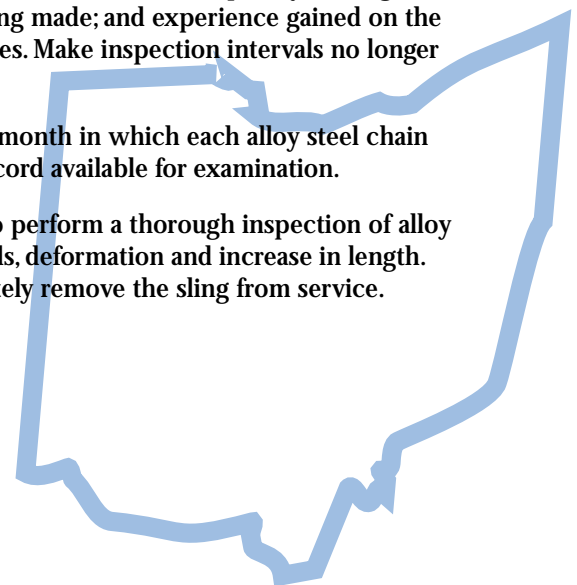 ng made; and experience gained on the
es. Make inspection intervals no longer
month in which each alloy steel chain
cord available for examination.
o perform a thorough inspection of alloy
ls, deformation and increase in length.
ely remove the sling from service.